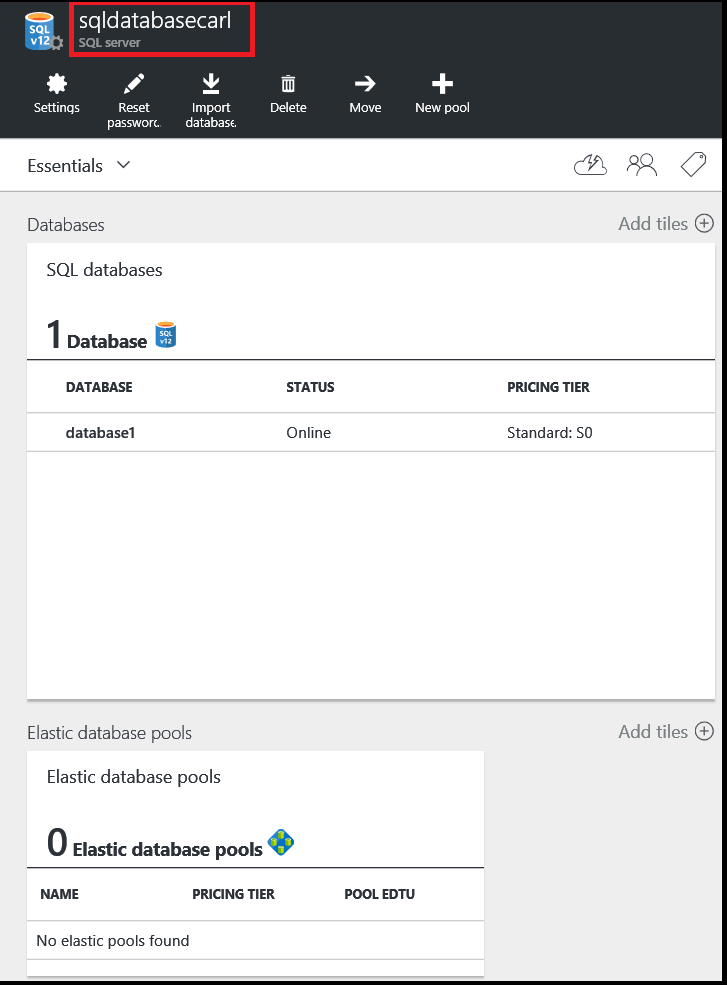 SQL v12
sqldatabasecarl
SQL server
Settings
Reset passworc
Import database
Delete
Move
New pool
Essentials
Databases
Add tiles
SQL databases
1 Database SQL v12
DATABASE STATUS PRICING TIER
database1 Online Standard: S0
Elastic database pools
Add tiles
Elastic database pools
0 Elastic database pools
NAME PRICING TIER POOL EDTU
No elastic pools found